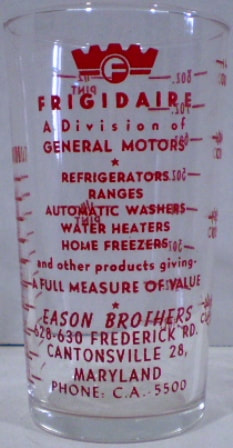 F
FRIGIDAIRE
A Division of
GENERAL MOTORS
REFRIGERATORS
RANGES
AUTOMATIC WASHERS
WATER HEATERS
HOME FREEZERS
and other products giving-
A FULL MEASURE OF VALUE
EASON BROTHERS
628-630 FREDERICK RD.
CANTONSVILLE 28,
MARYLAND
PHONE: C.A. 5500